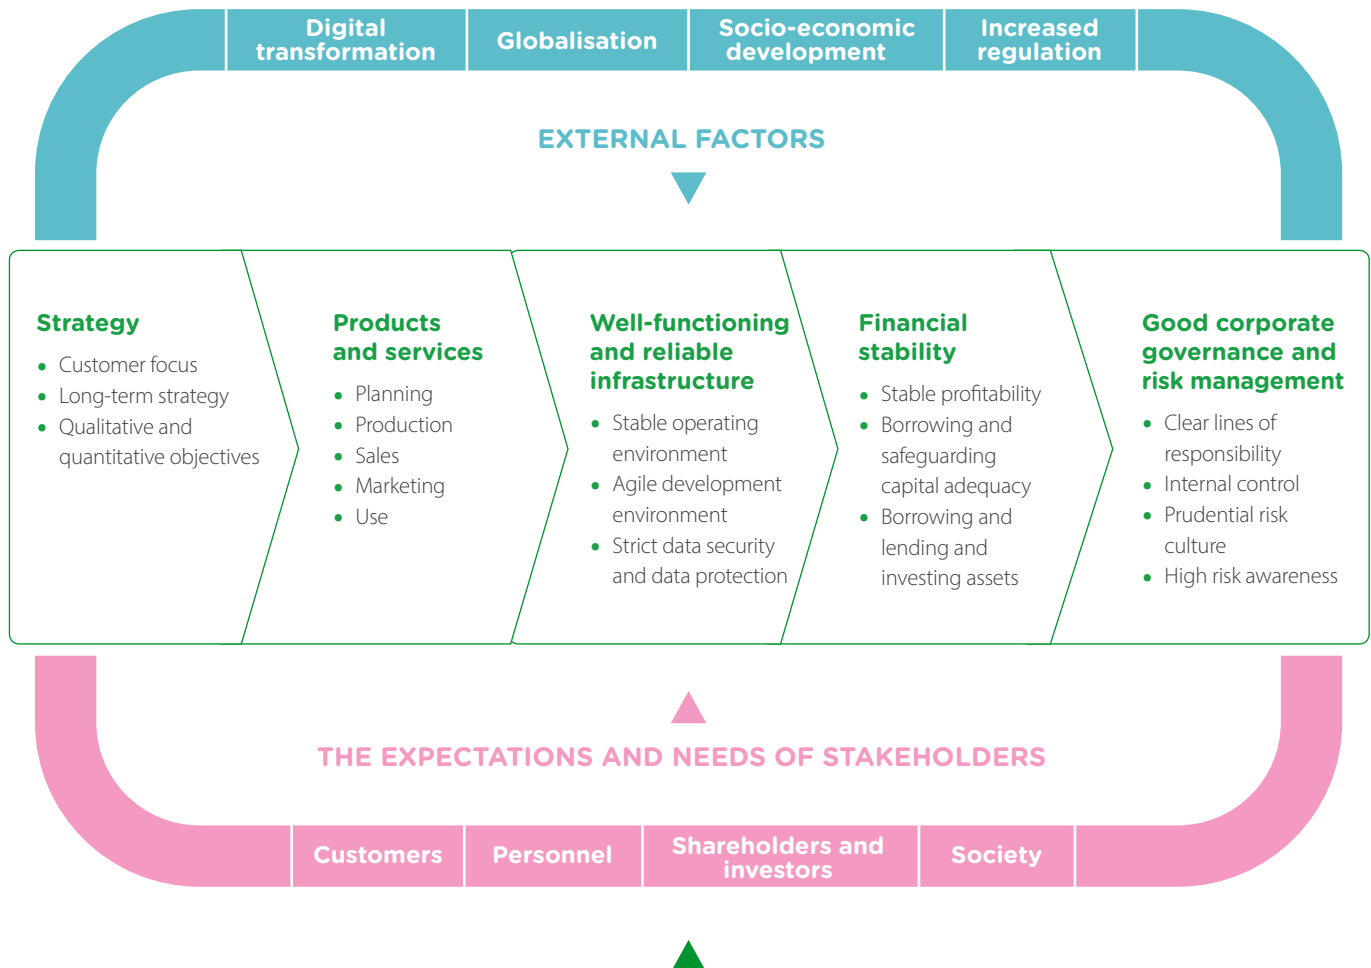 Digital
transformation
Globalisation
Socio-economic
development
Increased
regulation
EXTERNAL FACTORS
Strategy
• Customer focus
• Long-term strategy
• Qualitative and
quantitative objectives
Products
and services
• Planning
• Production
• Sales
• Marketing
• Use
Well-functioning
and reliable
infrastructure
• Stable operating
environment
• Agile development
environment
• Strict data security
and data protection
Financial
stability
• Stable profitability
• Borrowing and
safeguarding
capital adequacy
• Borrowing and
lending and
investing assets
Good corporate
governance and
risk management
• Clear lines of
responsibility
• Internal control
• Prudential risk
culture
• High risk awareness
THE EXPECTATIONS AND NEEDS OF STAKEHOLDERS
Customers
Personnel
Shareholders and
investors
Society